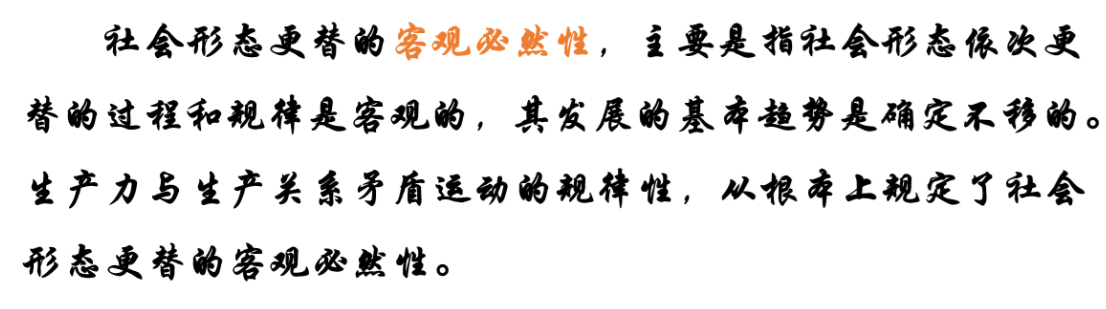 社会形态更替的客观必然性，主要是指社会形态依次更
替的过程和规律是客观的，其发展的基本趋势是确定不移的。
生产力与生产关系矛盾运动的规律性，从根本上规定了社会
形态更替的客观必然性。